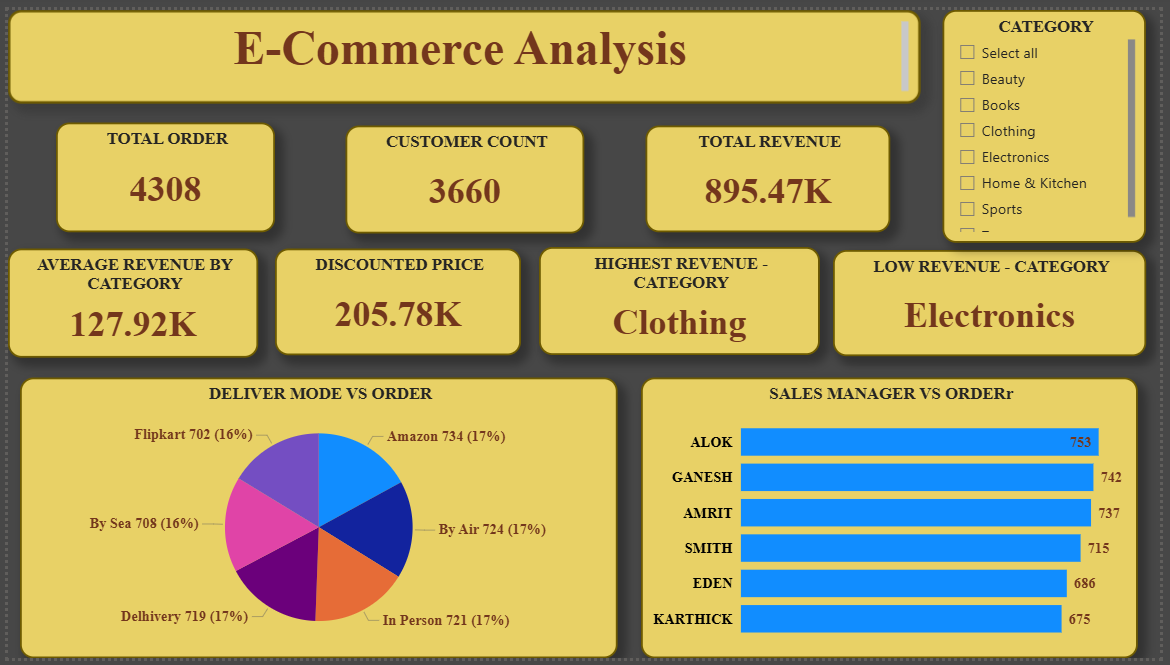 E-Commerce Analysis
CATEGORY
Select all
Beauty
Books
Clothing
Electronics
Home & Kitchen
Sports
TOTAL ORDER
4308
CUSTOMER COUNT
3660
TOTAL REVENUE
895.47K
AVERAGE REVENUE BY
CATEGORY
127.92K
DISCOUNTED PRICE
205.78K
HIGHEST REVENUE -
CATEGORY
Clothing
LOW REVENUE - CATEGORY
Electronics
DELIVER MODE VS ORDER
Flipkart 702 (16%)
Amazon 734 (17%)
By Sea 708 (16%)
By Air 724 (17%)
Delhivery 719 (17%)
In Person 721 (17%)
SALES MANAGER VS ORDERr
ALOK 753
GANESH 742
AMRIT 737
SMITH 715
EDEN 686
KARTHICK 675